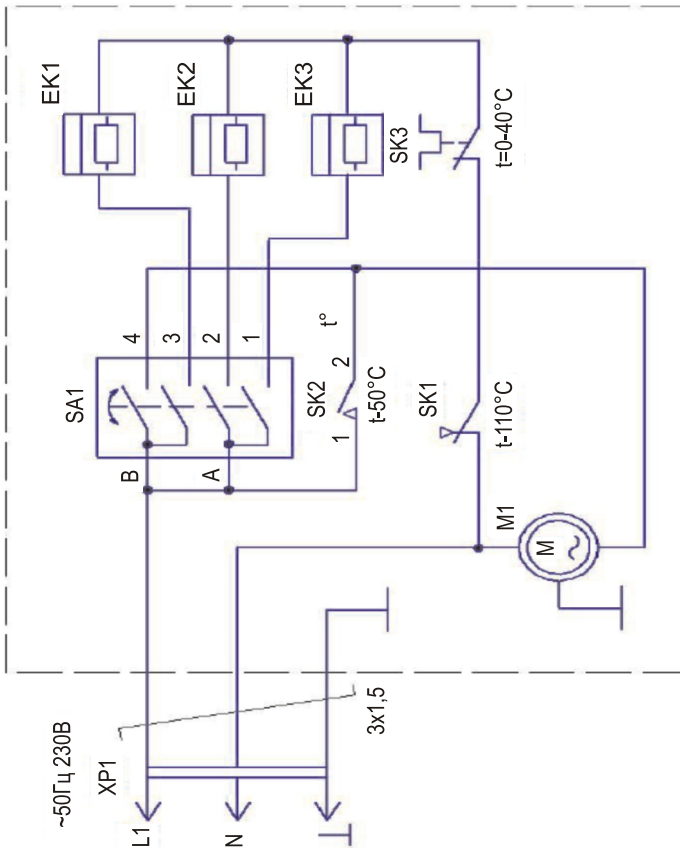 ~50Гц 230В
XP1
L1
N
3x1,5
SA1
B
A
4
3
2
1
EK1
EK2
EK3
SK3
t=0-40°C
SK2
1
2
t°
t-50°C
SK1
t-110°C
M1
M
~